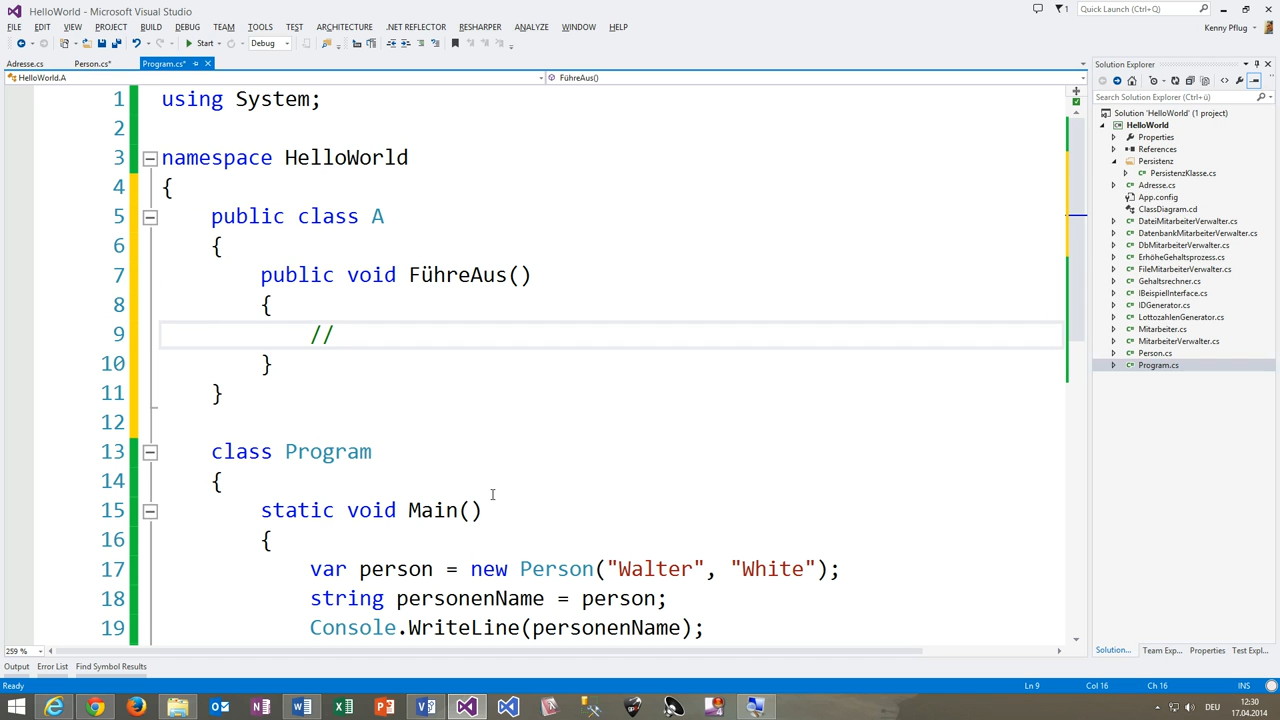 HelloWorld - Microsoft Visual Studio
1
Quick Launch (Ctrl+Q)
FILE EDIT VIEW PROJECT BUILD DEBUG TEAM TOOLS TEST ARCHITECTURE .NET REFLECTOR RESHARPER ANALYZE WINDOW HELP
Kenny Pflug
Start Debug
Adresse.cs Person.cs* Program.cs*
HelloWorld.A FühreAus()
1 using System;
2
3 namespace HelloWorld
4 {
5 public class A
6 {
7 public void FühreAus()
8 {
9 //
10 }
11 }
12
13 class Program
14 {
15 static void Main()
16 {
17 var person = new Person("Walter", "White");
18 string personenName = person;
19 Console.WriteLine(personenName);
259 %
Solution Explorer
Search Solution Explorer (Ctrl+ü)
Solution 'HelloWorld' (1 project)
HelloWorld
Properties
References
Persistenz
PersistenzKlasse.cs
Adresse.cs
App.config
ClassDiagram.cd
DateiMitarbeiterVerwalter.cs
DatenbankMitarbeiterVerwalter.cs
DbMitarbeiterVerwalter.cs
ErhöheGehaltsprozess.cs
FileMitarbeiterVerwalter.cs
Gehaltsrechner.cs
IBeispielInterface.cs
IDGenerator.cs
LottozahlenGenerator.cs
Mitarbeiter.cs
MitarbeiterVerwalter.cs
Person.cs
Program.cs
Solution... Team Exp... Properties Test Expl...
Output Error List Find Symbol Results
Ready Ln 9 Col 16 Ch 16 INS
DEU
12:30
17.04.2014